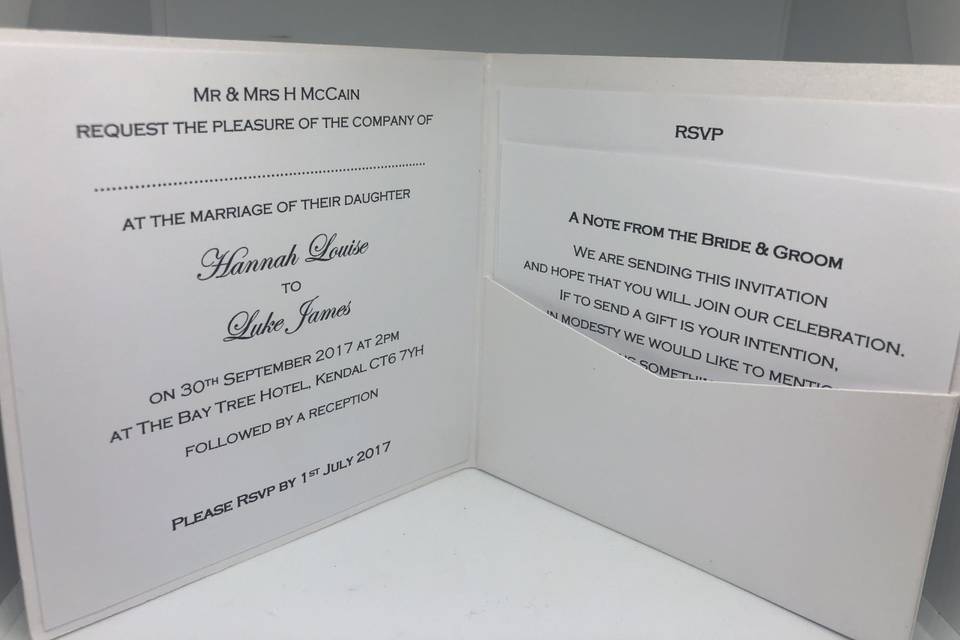 Mr & Mrs H McCain
request the pleasure of the company of
at the marriage of their daughter
Hannah Louise
to
Luke James
on 30th September 2017 at 2pm
at The Bay Tree Hotel, Kendal CT6 7YH
followed by a reception
Please Rsvp by 1st July 2017
RSVP
A Note from the Bride & Groom
We are sending this invitation
and hope that you will join our celebration.
If to send a gift is your intention,
in modesty we would like to